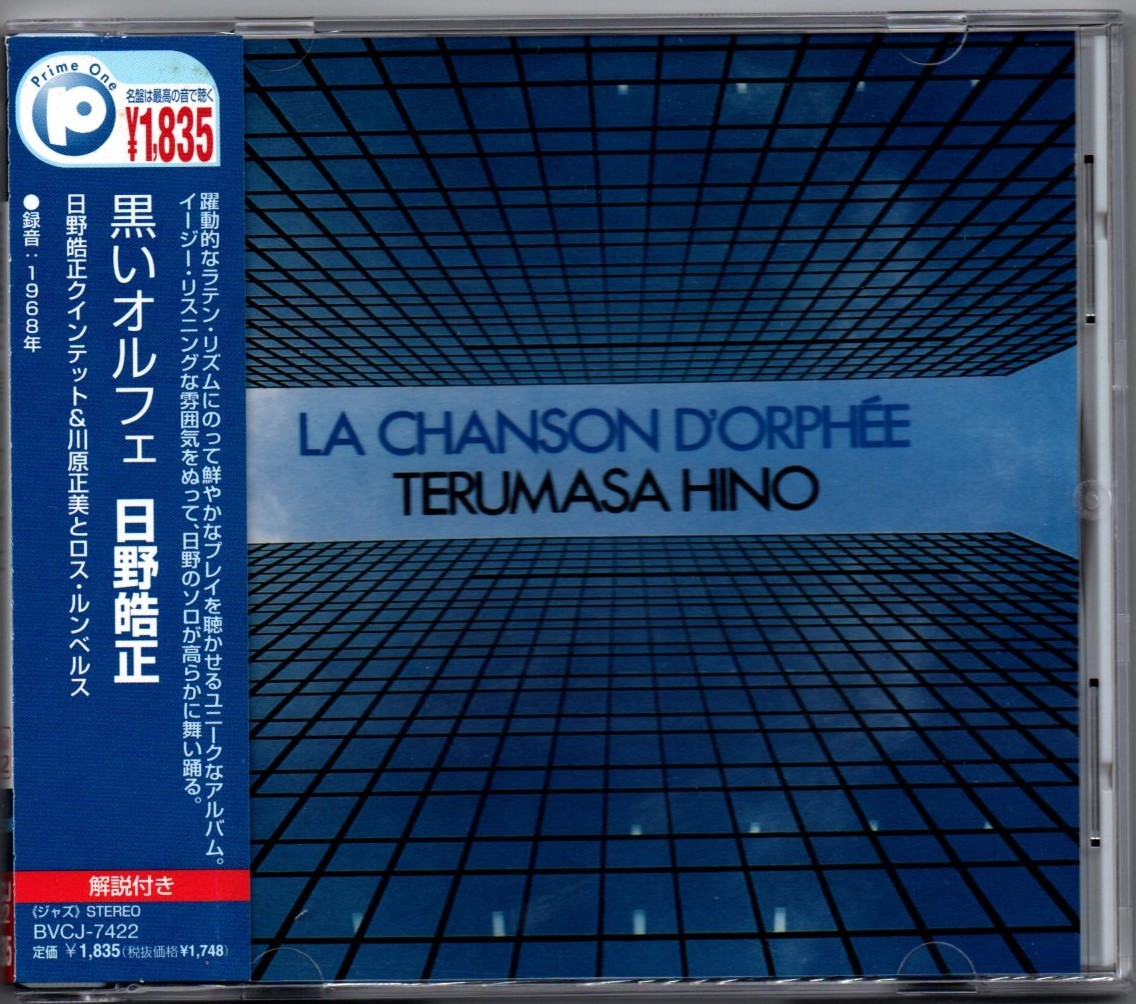 Prime One
p
名盤は最高の音で聴く
¥1,835
躍動的なラテン・リズムにのって鮮やかなプレイを聴かせるユニークなアルバム。
イージー・リスニングな雰囲気をぬって、日野のソロが高らかに舞い踊る。
黒いオルフェ 日野皓正
日野皓正クインテット&川原正美とロス・ルンベルス
●録音:1968年
解説付き
《ジャズ》 STEREO
BVCJ-7422
定価 ¥1,835(税抜価格¥1,748)
LA CHANSON D'ORPHÉE
TERUMASA HINO